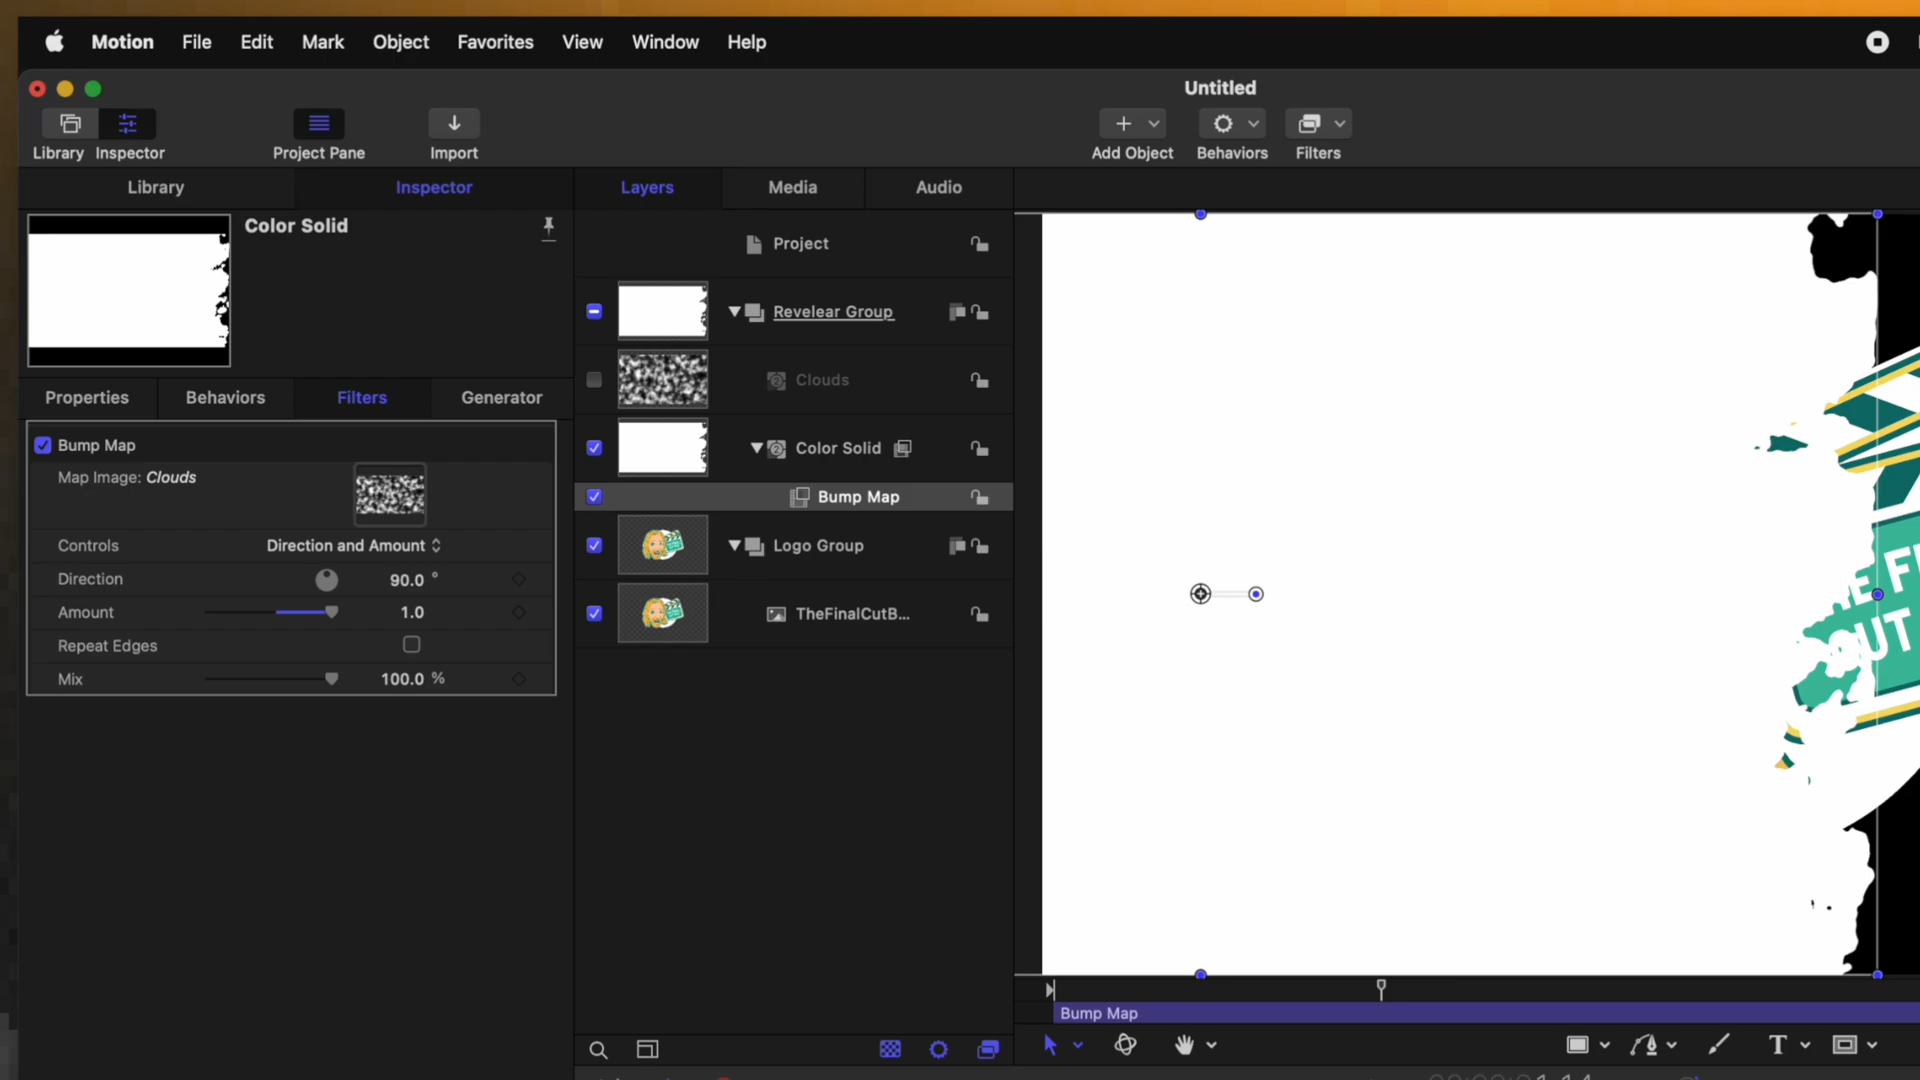 Motion File Edit Mark Object Favorites View Window Help
Untitled
Library Inspector Project Pane Import Add Object Behaviors Filters
Library Inspector Layers Media Audio
Color Solid
Project
Revelear Group
Clouds
Properties Behaviors Filters Generator
Bump Map
Color Solid
Map Image: Clouds
Bump Map
Controls Direction and Amount
Logo Group
Direction 90.0 °
Amount 1.0
TheFinalCutB...
Repeat Edges
Mix 100.0 %
Bump Map
T